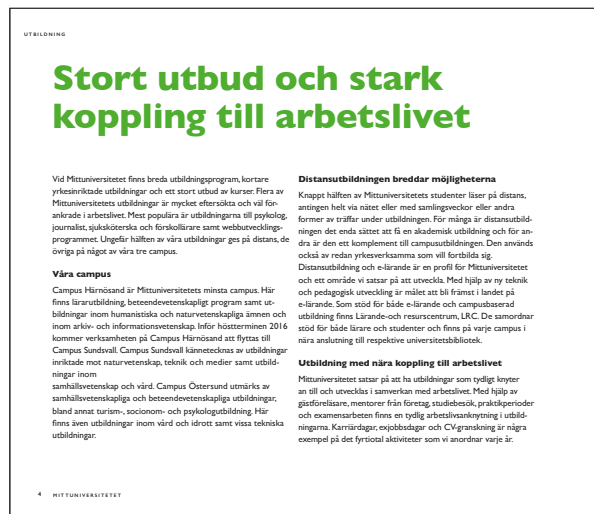 UTBILDNING
Stort utbud och stark
koppling till arbetslivet
Vid Mittuniversitetet finns breda utbildningsprogram, kortare
yrkesinriktade utbildningar och ett stort utbud av kurser. Flera av
Mittuniversitetets utbildningar är mycket eftersökta och väl för-
ankrade i arbetslivet. Mest populära är utbildningarna till psykolog,
journalist, sjuksköterska och förskollärare samt webbutvecklings-
programmet. Ungefär hälften av våra utbildningar ges på distans, de
övriga på något av våra tre campus.
Våra campus
Campus Härnösand är Mittuniversitetets minsta campus. Här
finns lärarutbildning, beteendevetenskapligt program samt ut-
bildningar inom humanistiska och naturvetenskapliga ämnen och
inom arkiv- och informationsvetenskap. Inför höstterminen 2016
kommer verksamheten på Campus Härnösand att flyttas till
Campus Sundsvall. Campus Sundsvall kännetecknas av utbildningar
inriktade mot naturvetenskap, teknik och medier samt utbild-
ningar inom
samhällsvetenskap och vård. Campus Östersund utmärks av
samhällsvetenskapliga och beteendevetenskapliga utbildningar,
bland annat turism-, socionom- och psykologutbildning. Här
finns även utbildningar inom vård och idrott samt vissa tekniska
utbildningar.
Distansutbildningen breddar möjligheterna
Knappt hälften av Mittuniversitetets studenter läser på distans,
antingen helt via nätet eller med samlingsveckor eller andra
former av träffar under utbildningen. För många är distansutbild-
ningen det enda sättet att få en akademisk utbildning och för an-
dra är den ett komplement till campusutbildningen. Den används
också av redan yrkesverksamma som vill fortbilda sig.
Distansutbildning och e-lärande är en profil för Mittuniversitetet
och ett område vi satsar på att utveckla. Med hjälp av ny teknik
och pedagogisk utveckling är målet att bli främst i landet på
e-lärande. Som stöd för både e-lärande och campusbaserad
utbildning finns Lärande-och resurscentrum, LRC. De samordnar
stöd för både lärare och studenter och finns på varje campus i
nära anslutning till respektive universitetsbibliotek.
Utbildning med nära koppling till arbetslivet
Mittuniversitetet satsar på att ha utbildningar som tydligt knyter
an till och utvecklas i samverkan med arbetslivet. Med hjälp av
gästföreläsare, mentorer från företag, studiebesök, praktikperioder
och examensarbeten finns en tydlig arbetslivsanknytning i utbild-
ningarna. Karriärdagar, exjobbsdagar och CV-granskning är några
exempel på det fyrtiotal aktiviteter som vi anordnar varje år.
4 MITTUNIVERSITETET